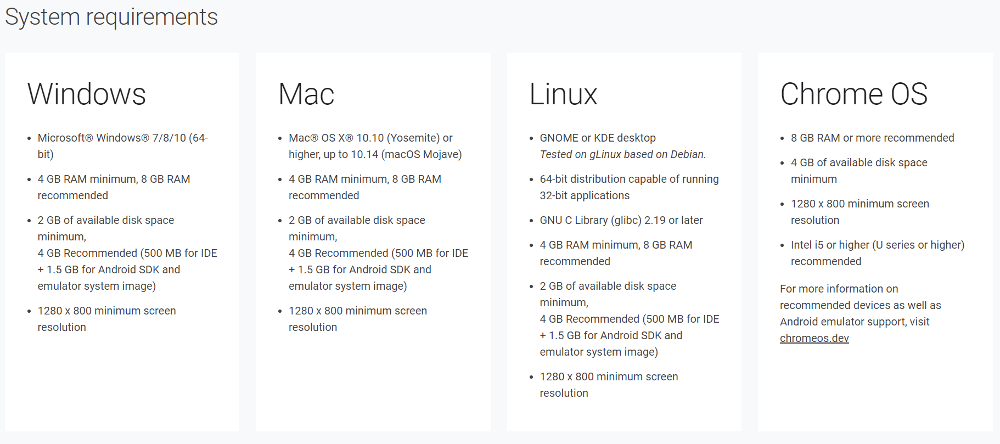 System requirements
Windows
• Microsoft® Windows® 7/8/10 (64-
bit)
• 4 GB RAM minimum, 8 GB RAM
recommended
• 2 GB of available disk space
minimum,
4 GB Recommended (500 MB for IDE
+ 1.5 GB for Android SDK and
emulator system image)
• 1280 x 800 minimum screen
resolution
Mac
• Mac® OS X® 10.10 (Yosemite) or
higher, up to 10.14 (macOS Mojave)
• 4 GB RAM minimum, 8 GB RAM
recommended
• 2 GB of available disk space
minimum,
4 GB Recommended (500 MB for IDE
+ 1.5 GB for Android SDK and
emulator system image)
• 1280 x 800 minimum screen
resolution
Linux
• GNOME or KDE desktop
Tested on gLinux based on Debian.
• 64-bit distribution capable of running
32-bit applications
• GNU C Library (glibc) 2.19 or later
• 4 GB RAM minimum, 8 GB RAM
recommended
• 2 GB of available disk space
minimum,
4 GB Recommended (500 MB for IDE
+ 1.5 GB for Android SDK and
emulator system image)
• 1280 x 800 minimum screen
resolution
Chrome OS
• 8 GB RAM or more recommended
• 4 GB of available disk space
minimum
• 1280 x 800 minimum screen
resolution
• Intel i5 or higher (U series or higher)
recommended
For more information on
recommended devices as well as
Android emulator support, visit
chromeos.dev